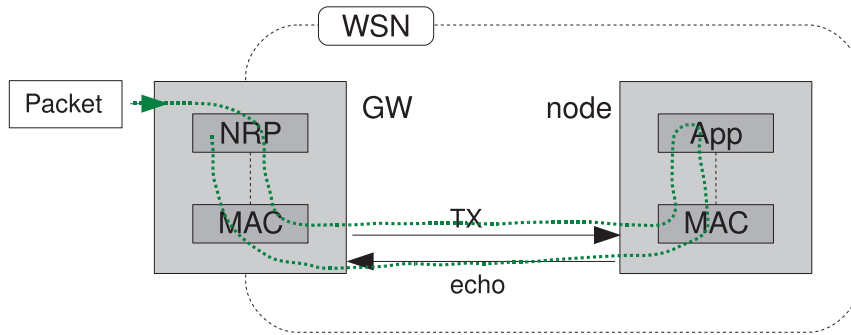 WSN
Packet
GW
node
NRP
App
MAC
TX
MAC
echo